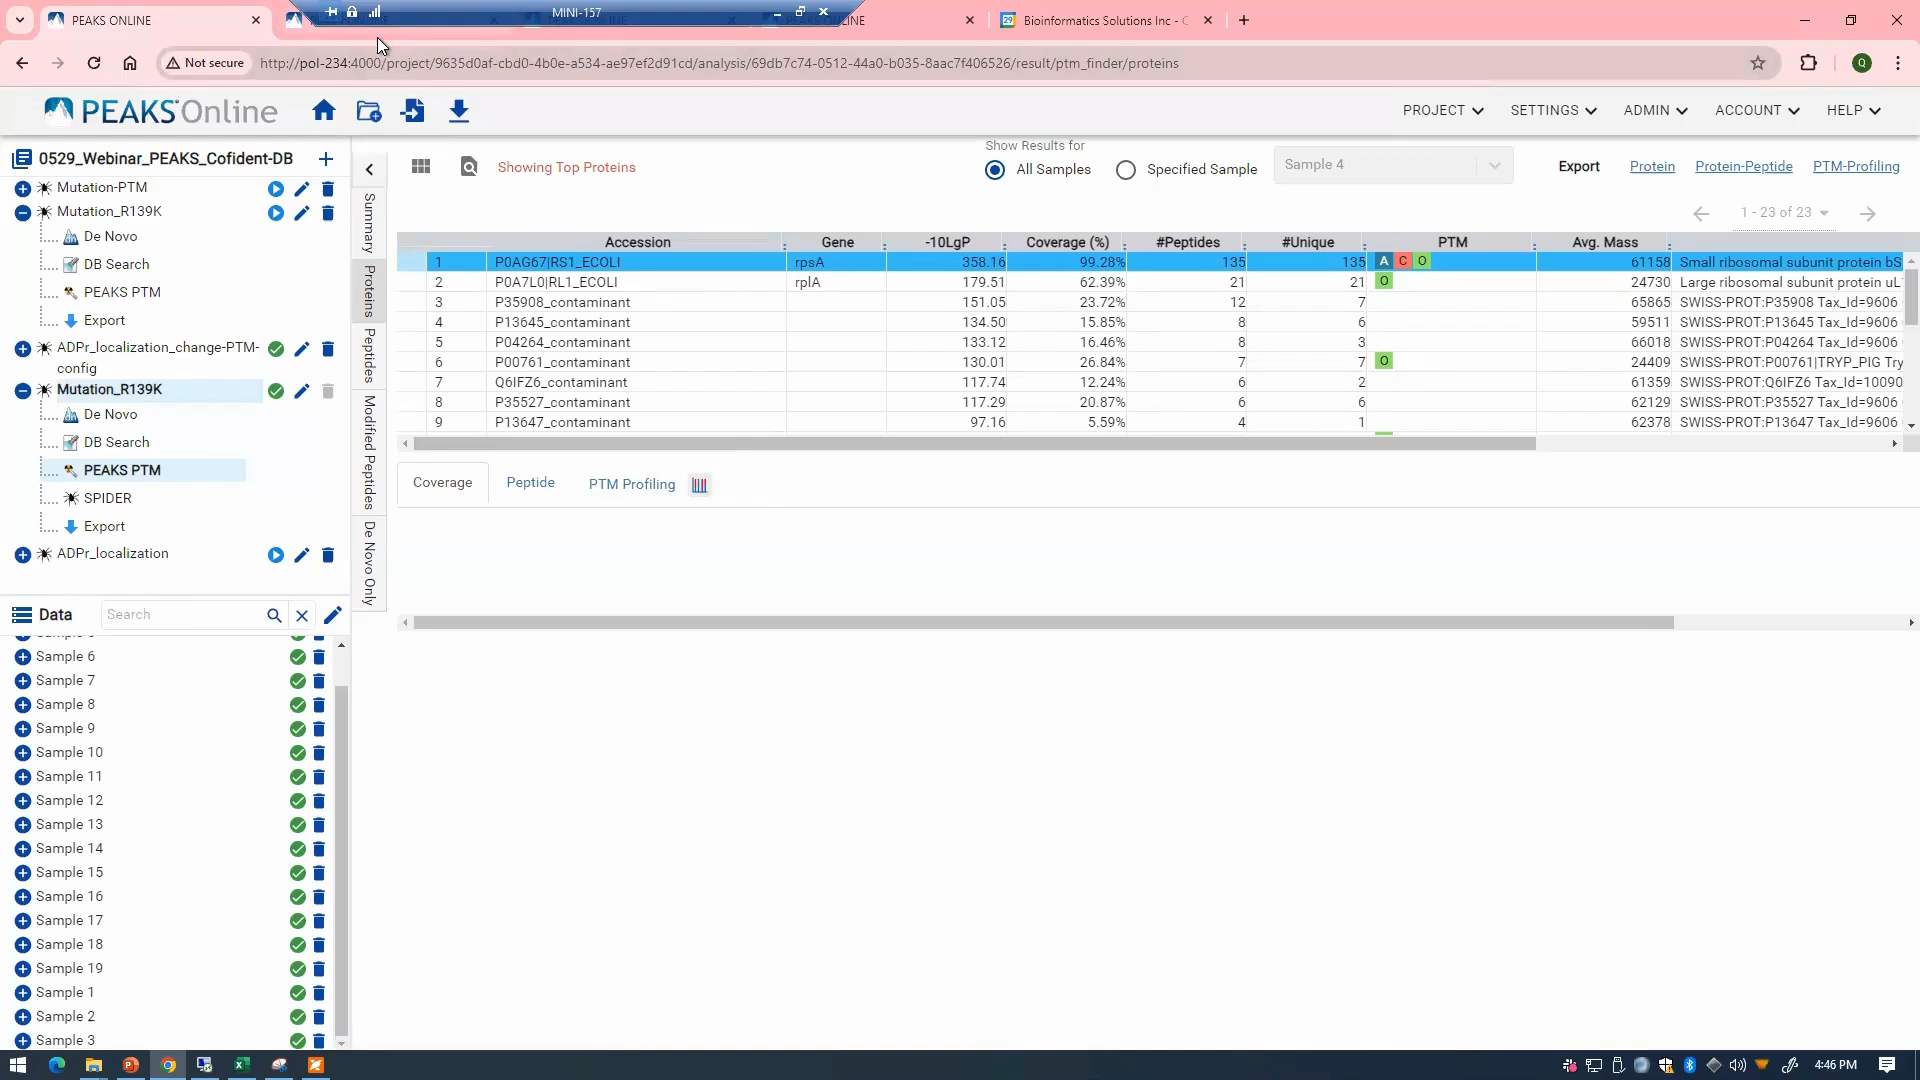 PEAKS ONLINE
MINI-157
ONLINE
Bioinformatics Solutions Inc - C
Not secure
http://pol-234:4000/project/9635d0af-cbd0-4b0e-a534-ae97ef2d91cd/analysis/69db7c74-0512-44a0-b035-8aac7f406526/result/ptm_finder/proteins
Q
PEAKS Online
PROJECT
SETTINGS
ADMIN
ACCOUNT
HELP
0529_Webinar_PEAKS_Cofident-DB
Mutation-PTM
Mutation_R139K
De Novo
DB Search
PEAKS PTM
Export
ADPr_localization_change-PTM-
config
Mutation_R139K
De Novo
DB Search
PEAKS PTM
SPIDER
Export
ADPr_localization
Data
Search
Sample 6
Sample 7
Sample 8
Sample 9
Sample 10
Sample 11
Sample 12
Sample 13
Sample 14
Sample 15
Sample 16
Sample 17
Sample 18
Sample 19
Sample 1
Sample 2
Sample 3
Summary
Proteins
Peptides
Modified Peptides
De Novo Only
Showing Top Proteins
Show Results for
All Samples
Specified Sample
Sample 4
Export
Protein
Protein-Peptide
PTM-Profiling
1 - 23 of 23
Accession Gene -10LgP Coverage (%) #Peptides #Unique PTM Avg. Mass
1 P0AG67|RS1_ECOLI rpsA 358.16 99.28% 135 135 A C O 61158 Small ribosomal subunit protein bS
2 P0A7L0|RL1_ECOLI rplA 179.51 62.39% 21 21 O 24730 Large ribosomal subunit protein uL
3 P35908_contaminant 151.05 23.72% 12 7 65865 SWISS-PROT:P35908 Tax_Id=9606
4 P13645_contaminant 134.50 15.85% 8 6 59511 SWISS-PROT:P13645 Tax_Id=9606
5 P04264_contaminant 133.12 16.46% 8 3 66018 SWISS-PROT:P04264 Tax_Id=9606
6 P00761_contaminant 130.01 26.84% 7 7 O 24409 SWISS-PROT:P00761|TRYP_PIG Try
7 Q6IFZ6_contaminant 117.74 12.24% 6 2 61359 SWISS-PROT:Q6IFZ6 Tax_Id=10090
8 P35527_contaminant 117.29 20.87% 6 6 62129 SWISS-PROT:P35527 Tax_Id=9606
9 P13647_contaminant 97.16 5.59% 4 1 62378 SWISS-PROT:P13647 Tax_Id=9606
Coverage
Peptide
PTM Profiling
4:46 PM